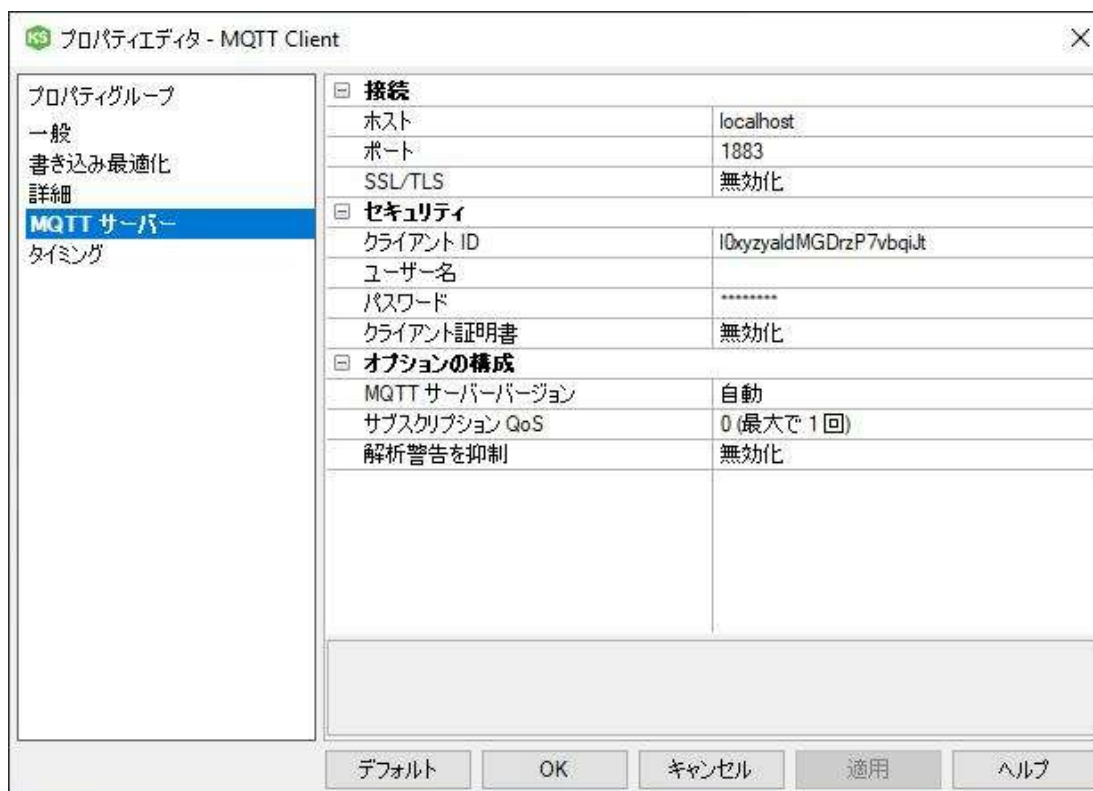 KS プロパティエディタ - MQTT Client
プロパティグループ
一般
書き込み最適化
詳細
MQTT サーバー
タイミング
接続
ホスト localhost
ポート 1883
SSL/TLS 無効化
セキュリティ
クライアント ID I0xyzyaldMGDrzP7vbqiJt
ユーザー名
パスワード ********
クライアント証明書 無効化
オプションの構成
MQTT サーバーバージョン 自動
サブスクリプション QoS 0 (最大で 1 回)
解析警告を抑制 無効化
デフォルト OK キャンセル 適用 ヘルプ